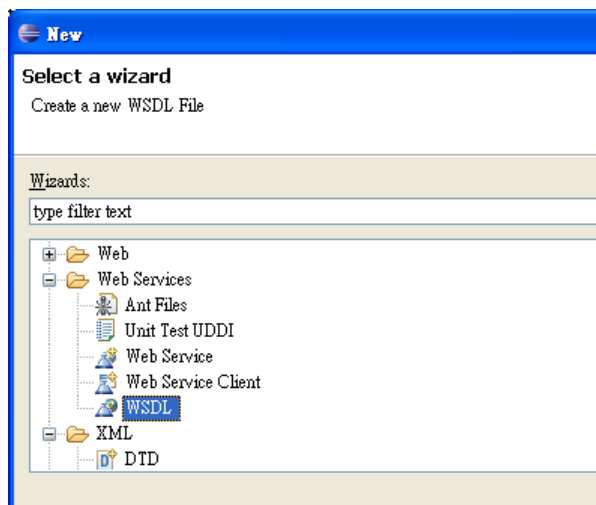 New
Select a wizard
Create a new WSDL File
Wizards:
type filter text
Web
Web Services
Ant Files
Unit Test UDDI
Web Service
Web Service Client
WSDL
XML
DTD